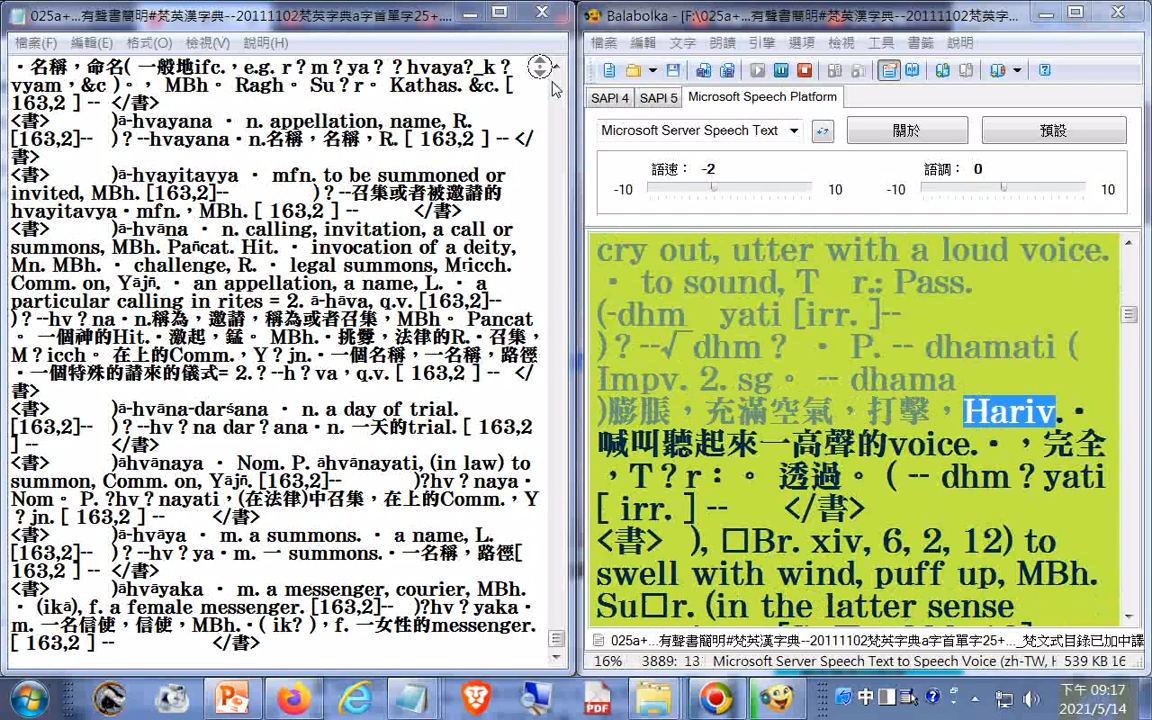 025a+...有聲書簡明#梵英漢字典--20111102梵英字典a字首單字25+...
檔案(F) 編輯(E) 格式(O) 檢視(V) 說明(H)
‧名稱，命名( 一般地ifc.，e.g. r？m？ya？？hvaya?_k？
vyam，&c )。， MBh。Ragh。Su？r。Kathas. &c. [
163,2] -- </書>
<書> )ā-hvayana ‧ n. appellation, name, R.
[163,2]-- )？--hvayana‧n.名稱，名稱，R. [ 163,2 ] -- </
書>
<書> )ā-hvayitavya ‧ mfn. to be summoned or
invited, MBh. [163,2]-- )？--召集或者被邀請的
hvayitavya‧mfn.，MBh. [ 163,2 ] -- </書>
<書> )ā-hvāna ‧ n. calling, invitation, a call or
summons, MBh. Pañcat. Hit. ‧ invocation of a deity,
Mn. MBh. ‧ challenge, R. ‧ legal summons, Mṛicch.
Comm. on, Yājñ. ‧ an appellation, a name, L. ‧ a
particular calling in rites = 2. ā-hāva, q.v. [163,2]--
)？--hv？na‧n.稱為，邀請，稱為或者召集，MBh。Pancat
。一個神的Hit.‧激起，錳。MBh.‧挑釁，法律的R.‧召集，
M？icch。在上的Comm.，Y？jn.‧一個名稱，一名稱，路徑
‧一個特殊的請來的儀式= 2.？--h？va，q.v. [ 163,2 ] -- </
書>
<書> )ā-hvāna-darśana ‧ n. a day of trial.
[163,2]-- )？--hv？na dar？ana‧n. 一天的trial. [ 163,2
] -- </書>
<書> )āhvānaya ‧ Nom. P. āhvānayati, (in law) to
summon, Comm. on, Yājñ. [163,2]-- )?hv？naya‧
Nom。P. ?hv？nayati，(在法律)中召集，在上的Comm.，Y
？jn. [ 163,2 ] -- </書>
<書> )ā-hvāya ‧ m. a summons. ‧ a name, L.
[163,2]-- )？--hv？ya‧m. 一 summons.‧一名稱，路徑[
163,2 ] -- </書>
<書> )āhvāyaka ‧ m. a messenger, courier, MBh.
‧ (ikā), f. a female messenger. [163,2]-- )?hv？yaka‧
m. 一名信使，信使，MBh.‧( ik?)，f. 一女性的messenger.
[ 163,2 ] -- </書>
Balabolka - [F:\025a+...有聲書簡明#梵英漢字典--20111102梵英字...
檔案 編輯 文字 朗讀 引擎 選項 檢視 工具 書籤 說明
SAPI 4 SAPI 5 Microsoft Speech Platform
Microsoft Server Speech Text 關於 預設
語速： -2 語調： 0
-10 10 -10 10
cry out, utter with a loud voice.
‧ to sound, T r.: Pass.
(-dhm yati [irr. ]--
)？--√ dhm？ ‧ P. -- dhamati (
Impv. 2. sg。 -- dhama
)膨脹，充滿空氣，打擊，Hariv.‧
喊叫聽起來一高聲的voice.‧，完全
，T？r：。透過。( -- dhm？yati
[ irr. ] -- </書>
<書> ), □Br. xiv, 6, 2, 12) to
swell with wind, puff up, MBh.
Su□r. (in the latter sense
025a+...有聲書簡明#梵英漢字典--20111102梵英字典a字首單字25+..._梵文式目錄已加中譯
16% 3889: 13 Microsoft Server Speech Text to Speech Voice (zh-TW, H 539 KB 16
中
下午 09:17
2021/5/14